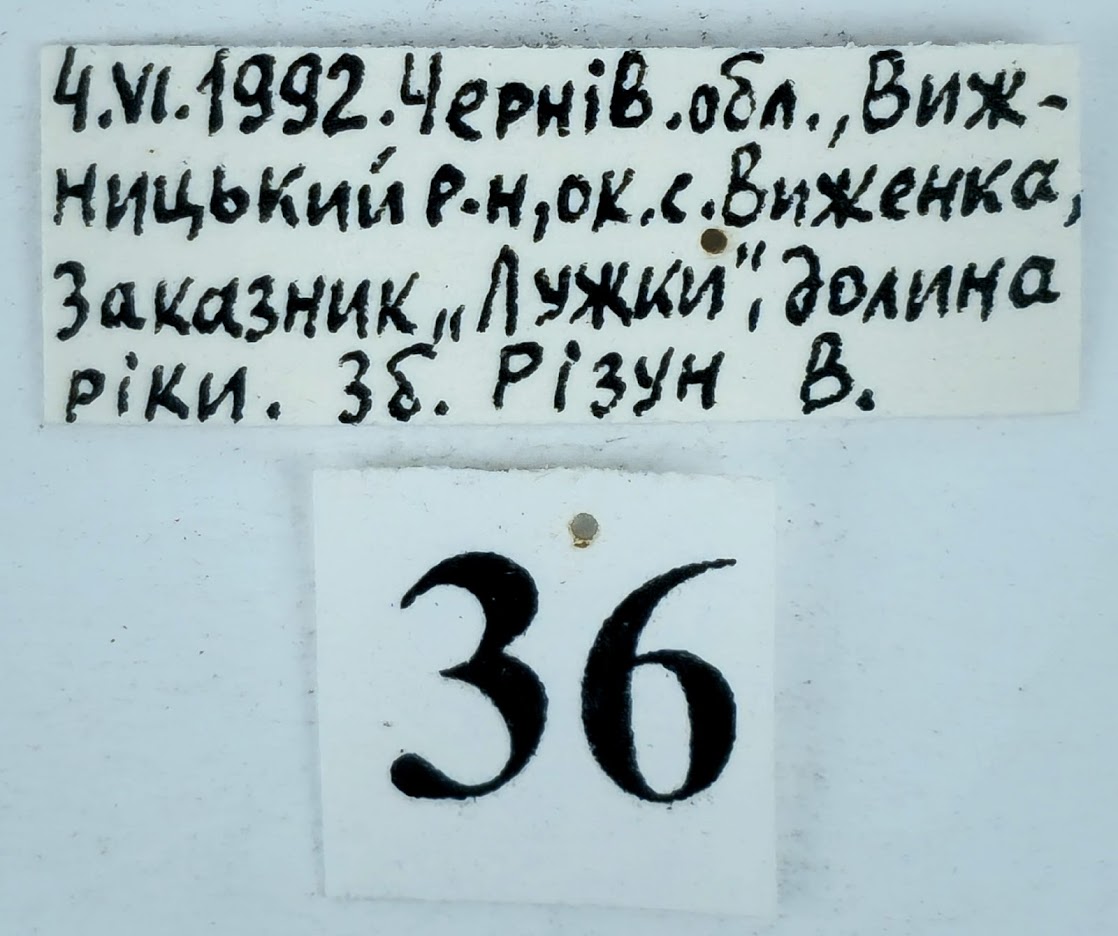 4.VI.1992.Чернів.обл.,Виж-
ницький р-н,ок.с.Виженка,
Заказник „Лужки", долина
ріки. Зб. Різун В.
36